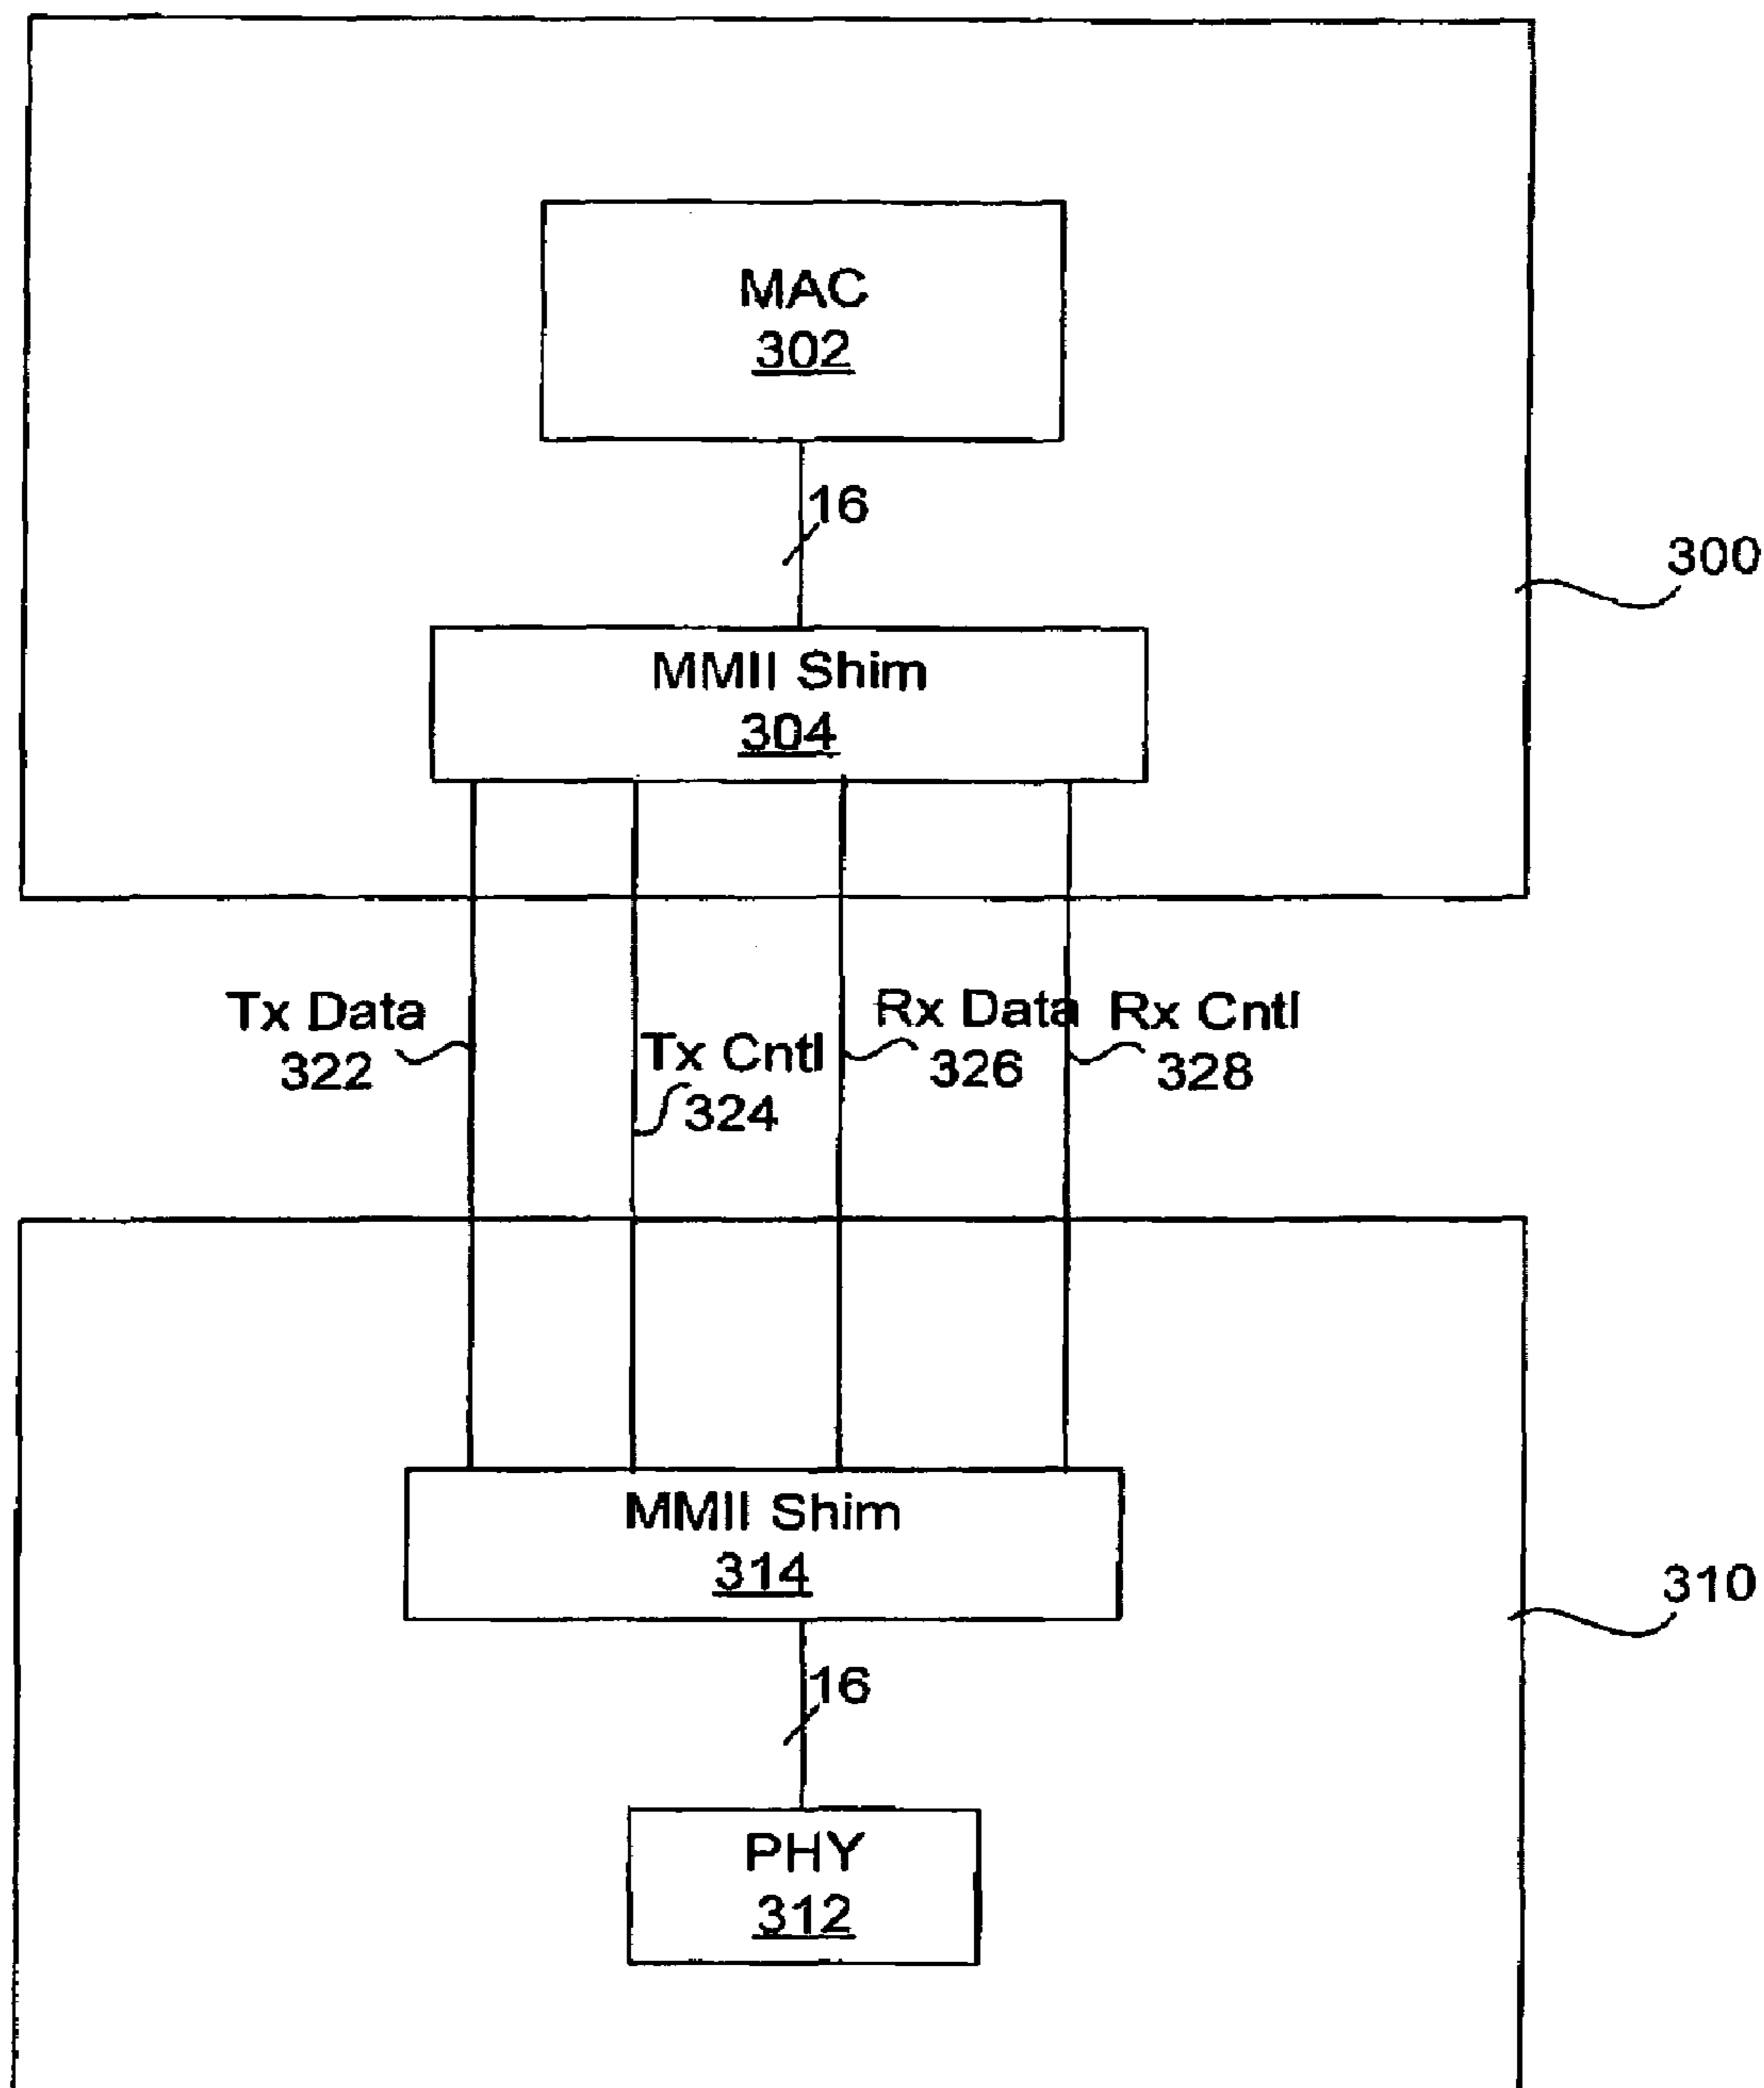 MAC
302
16
300
MMII Shim
304
Tx Data
322
Tx Cntl
324
Rx Data
326
Rx Cntl
328
MMII Shim
314
310
16
PHY
312